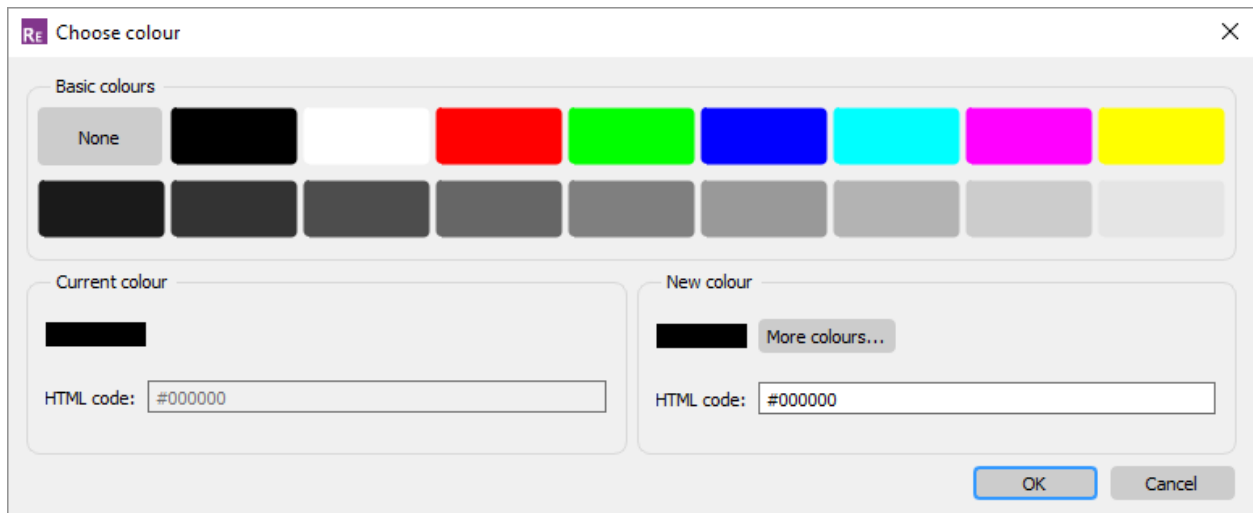 RE Choose colour
Basic colours
None
Current colour
HTML code: #000000
New colour
More colours...
HTML code: #000000
OK Cancel